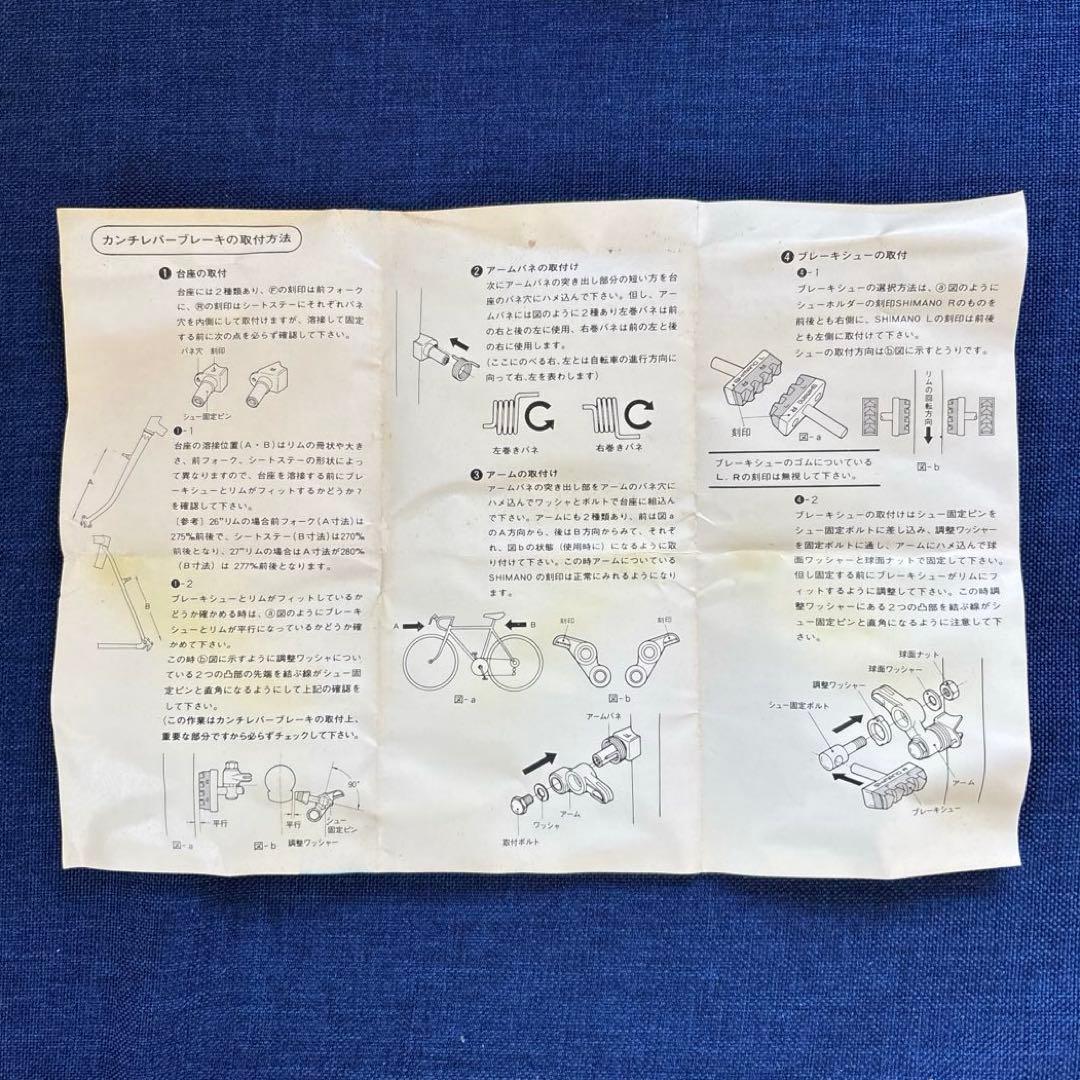 カンチレバーブレーキの取付方法
❶ 台座の取付
台座には2種類あり、Ⓕの刻印は前フォーク
に、Ⓡの刻印はシートステーにそれぞれバネ
穴を内側にして取付けますが、溶接して固定
する前に次の点を必らず確認して下さい。
バネ穴 刻印
シュー固定ピン
❶-1
台座の溶接位置(A・B)はリムの形状や大き
さ、前フォーク、シートステーの形状によっ
て異なりますので、台座を溶接する前にブレ
ーキシューとリムがフィットするかどうか?
を確認して下さい。
〔参考〕26"リムの場合前フォーク(A寸法)は
275㎜前後で、シートステー(B寸法)は270㎜
前後となり、27"リムの場合はA寸法が280㎜
(B寸法)は 277㎜前後となります。
A
❶-2
ブレーキシューとリムがフィットしているか
どうか確かめる時は、ⓐ図のようにブレーキ
シューとリムが平行になっているかどうか確
かめて下さい。
この時ⓑ図に示すように調整ワッシャについ
ている2つの凸部の先端を結ぶ線がシュー固
定ピンと直角になるようにして上記の確認を
して下さい。
(この作業はカンチレバーブレーキの取付上、
重要な部分ですから必らずチェックして下さい。
B
平行
図-a
90°
平行
シュー
固定ピン
図-b
調整ワッシャー
❷ アームバネの取付け
次にアームバネの突き出し部分の短い方を台
座のバネ穴にハメ込んで下さい。但し、アー
ムバネには図のように2種あり左巻バネは前
の右と後の左に使用、右巻バネは前の左と後
の右に使用します。
(ここにのべる右、左とは自転車の進行方向に
向って右、左を表わします)
左巻きバネ
右巻きバネ
❸ アームの取付け
アームバネの突き出し部をアームのバネ穴に
ハメ込んでワッシャとボルトで台座に組込ん
で下さい。アームにも2種類あり、前は図a
のA方向から、後はB方向からみて、それぞ
れ、図bの状態(使用時に)になるように取
り付けて下さい。この時アームについている
SHIMANOの刻印は正常にみれるようになり
ます。
A
B
図-a
刻印
刻印
図-b
アームバネ
アーム
ワッシャ
取付ボルト
❹ ブレーキシューの取付
❹-1
ブレーキシューの選択方法は、ⓐ図のように
シューホルダーの刻印SHIMANO Rのものを
前後とも右側に、SHIMANO Lの刻印は前後
とも左側に取付けて下さい。
シューの取付方向はⓑ図に示すとうりです。
刻印
図-a
リムの回転方向
図-b
ブレーキシューのゴムについている
L.Rの刻印は無視して下さい。
❹-2
ブレーキシューの取付けはシュー固定ピンを
シュー固定ボルトに差し込み、調整ワッシャー
を固定ボルトに通し、アームにハメ込んで球
面ワッシャーと球面ナットで固定して下さい。
但し固定する前にブレーキシューがリムにフ
ィットするように調整して下さい。この時調
整ワッシャーにある2つの凸部を結ぶ線がシ
ュー固定ピンと直角になるように注意して下
さい。
球面ナット
球面ワッシャー
調整ワッシャー
シュー固定ボルト
アーム
ブレーキシュー